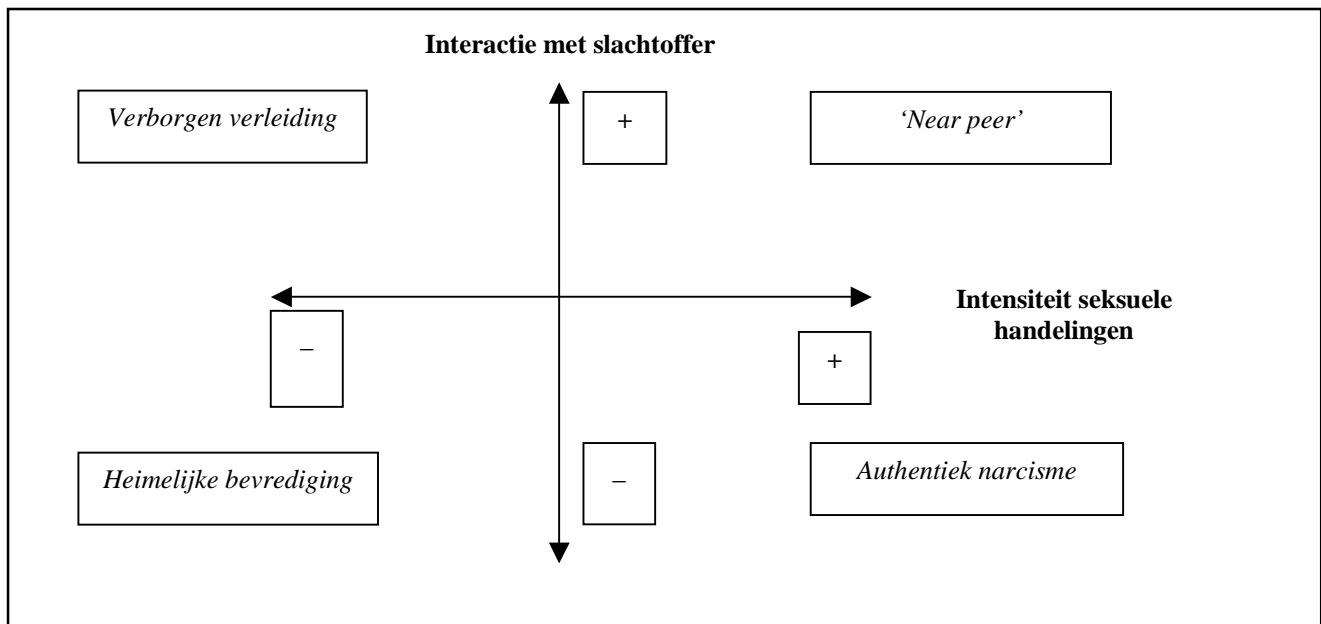 Interactie met slachtoffer
Verborgen verleiding
+
‘Near peer’
Intensiteit seksuele
handelingen
–
+
Heimelijke bevrediging
–
Authentiek narcisme